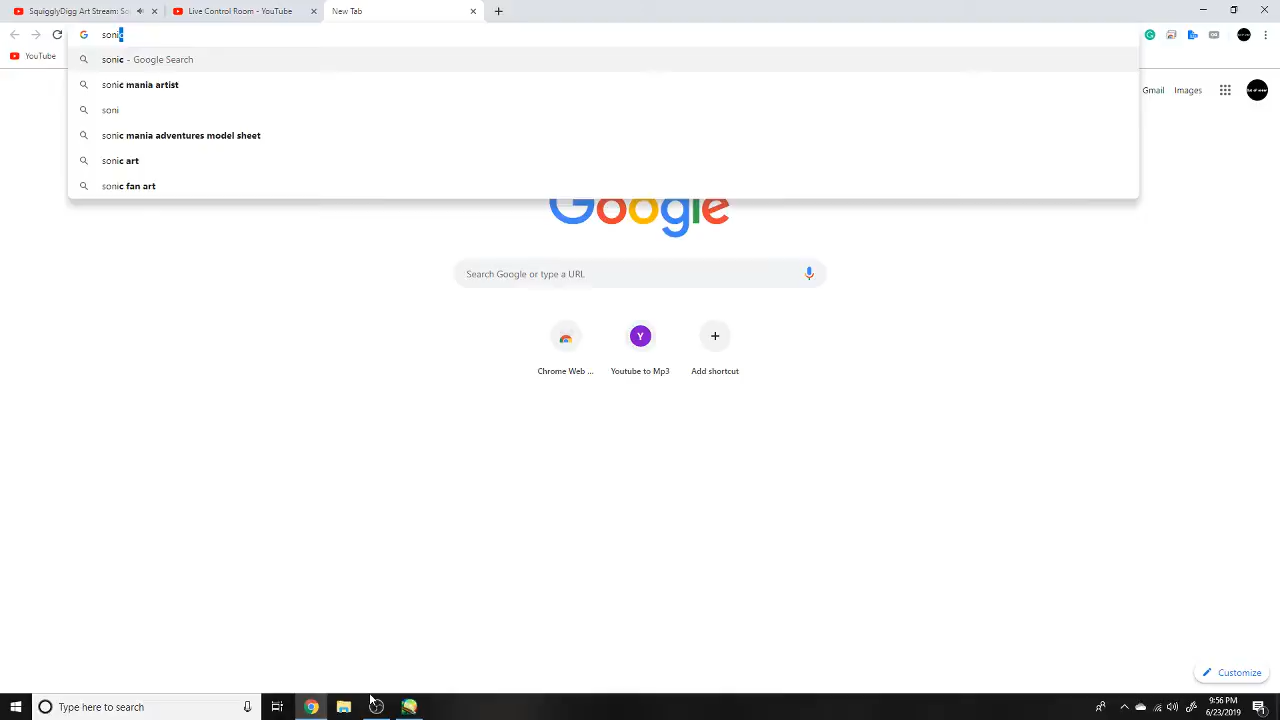 SquigglyDigg Art Stream: So
Live Control Room - YouTube
New Tab
sonic
YouTube
sonic - Google Search
sonic mania artist
soni
sonic mania adventures model sheet
sonic art
sonic fan art
Gmail Images
Google
Search Google or type a URL
Y
Chrome Web ...
Youtube to Mp3
Add shortcut
Customize
Type here to search
9:56 PM
6/23/2019